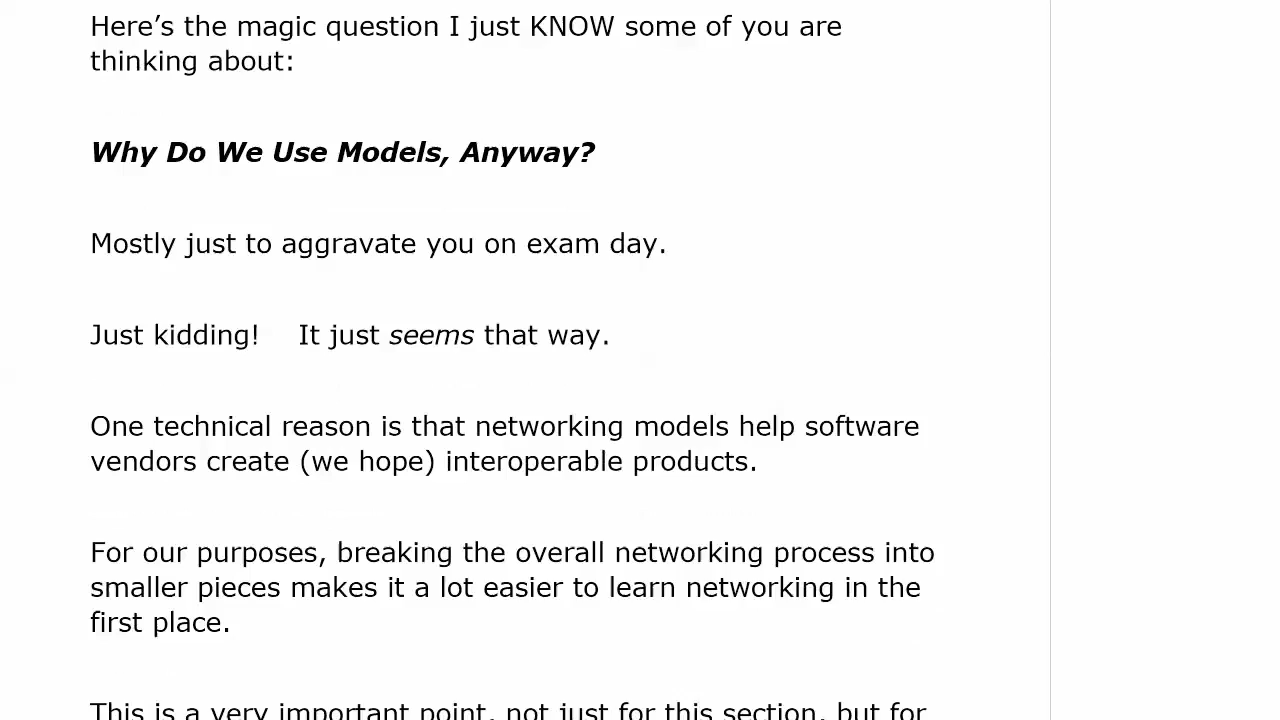 Here’s the magic question I just KNOW some of you are
thinking about:
Why Do We Use Models, Anyway?
Mostly just to aggravate you on exam day.
Just kidding! It just seems that way.
One technical reason is that networking models help software
vendors create (we hope) interoperable products.
For our purposes, breaking the overall networking process into
smaller pieces makes it a lot easier to learn networking in the
first place.
This is a very important point, not just for this section, but for